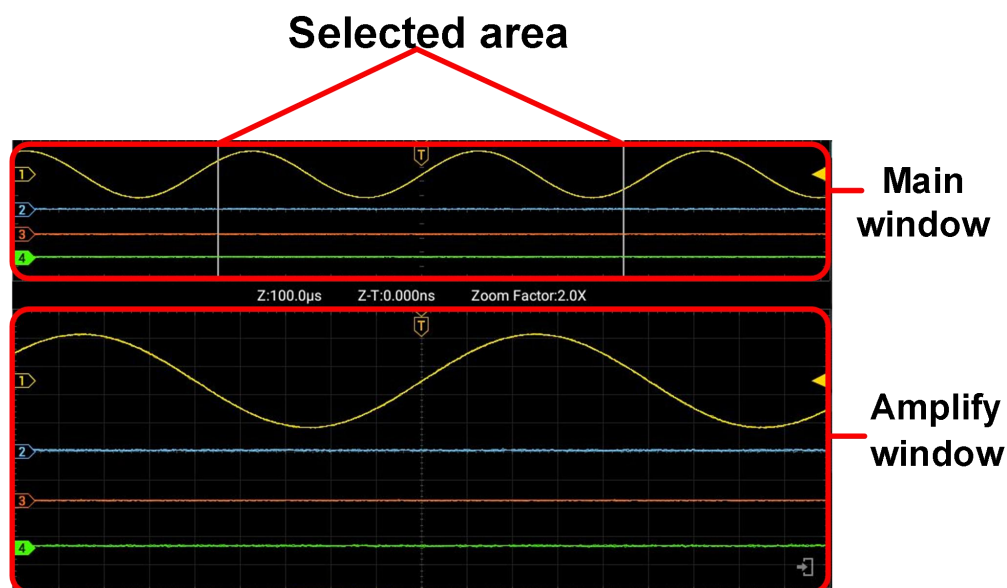 Selected area
T
1
2
3
4
Main
window
Z:100.0μs Z-T:0.000ns Zoom Factor:2.0X
T
1
2
3
4
Amplify
window